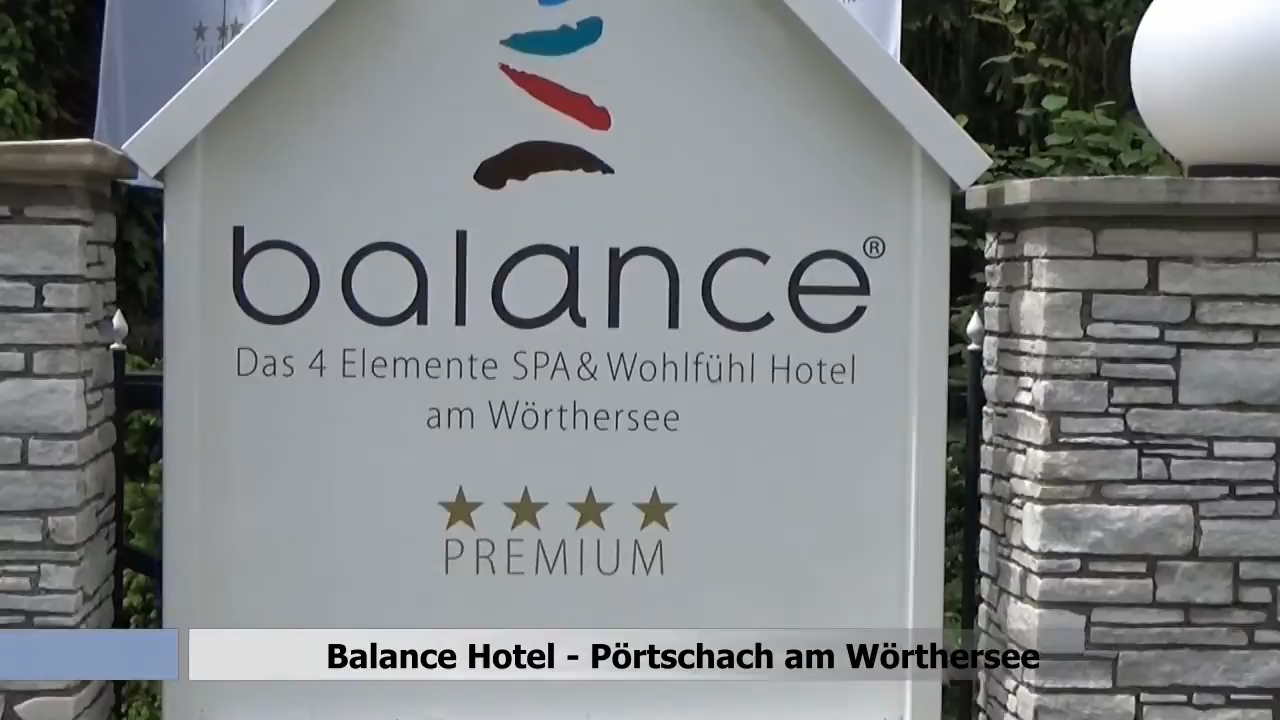 balance®
Das 4 Elemente SPA & Wohlfühl Hotel
am Wörthersee
PREMIUM
Balance Hotel - Pörtschach am Wörthersee